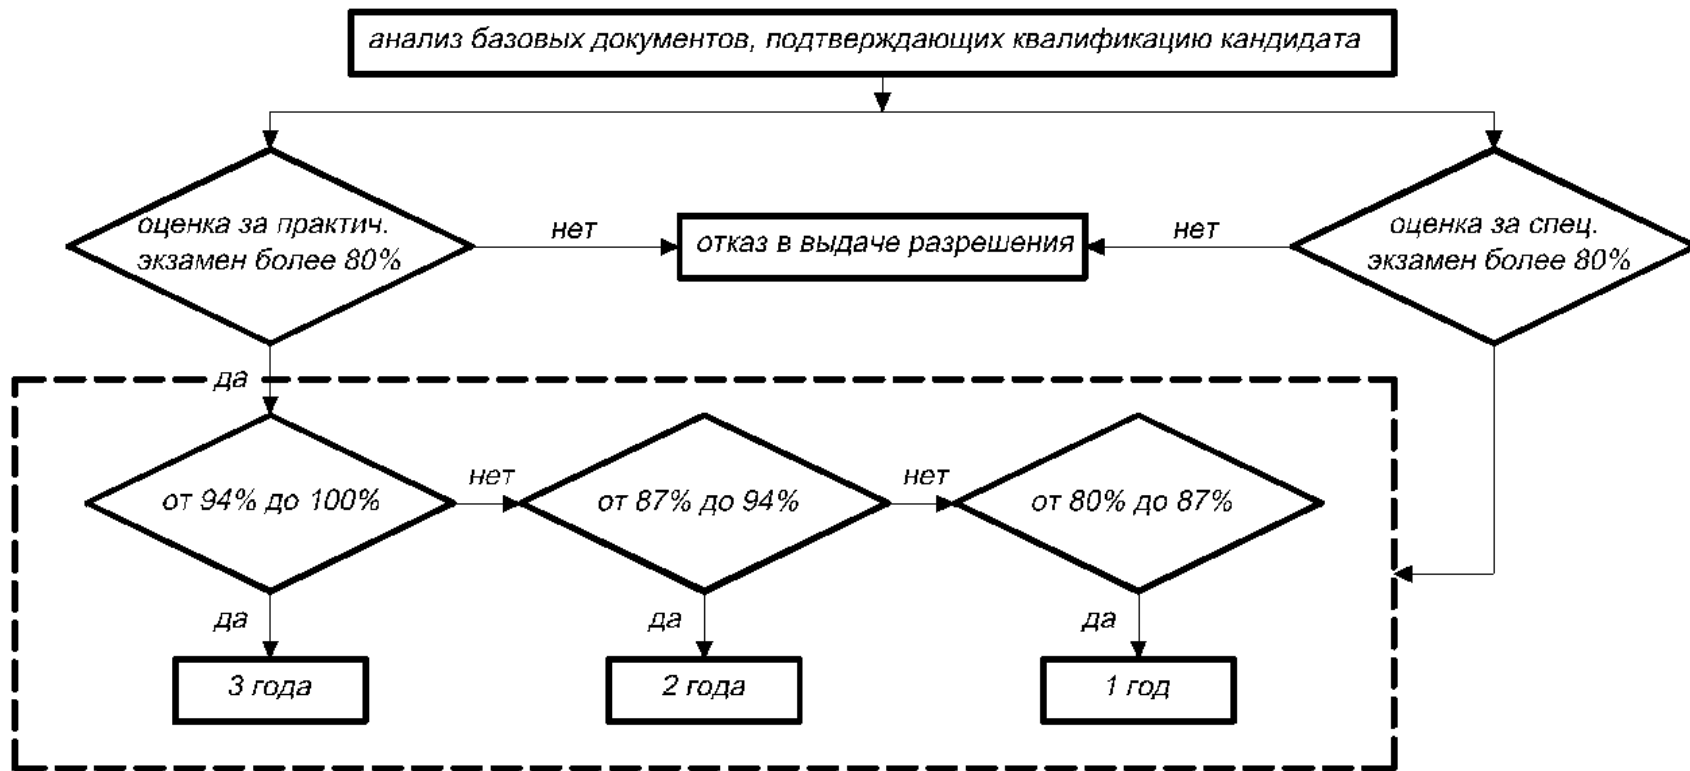 анализ базовых документов, подтверждающих квалификацию кандидата
оценка за практич.
экзамен более 80%
нет
отказ в выдаче разрешения
нет
оценка за спец.
экзамен более 80%
да
от 94% до 100%
нет
от 87% до 94%
нет
от 80% до 87%
да
да
да
3 года
2 года
1 год